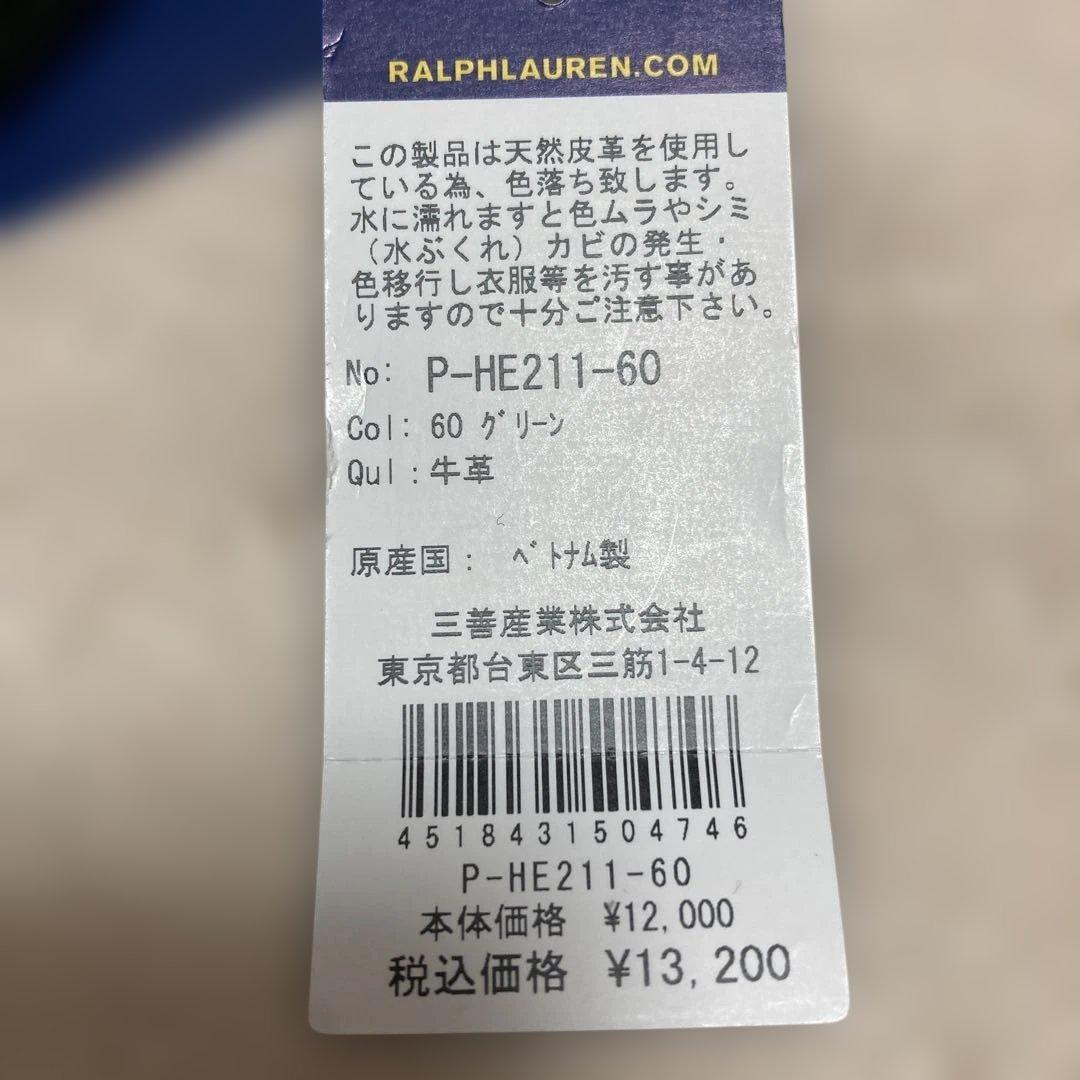 RALPHLAUREN.COM
この製品は天然皮革を使用し
ている為、色落ち致します。
水に濡れますと色ムラやシミ
（水ぶくれ）カビの発生・
色移行し衣服等を汚す事があ
りますので十分ご注意下さい。
No: P-HE211-60
Col: 60 ｸﾞﾘｰﾝ
Qul:牛革
原産国： ﾍﾞﾄﾅﾑ製
三善産業株式会社
東京都台東区三筋1-4-12
4518431504746
P-HE211-60
本体価格 ¥12,000
税込価格 ¥13,200